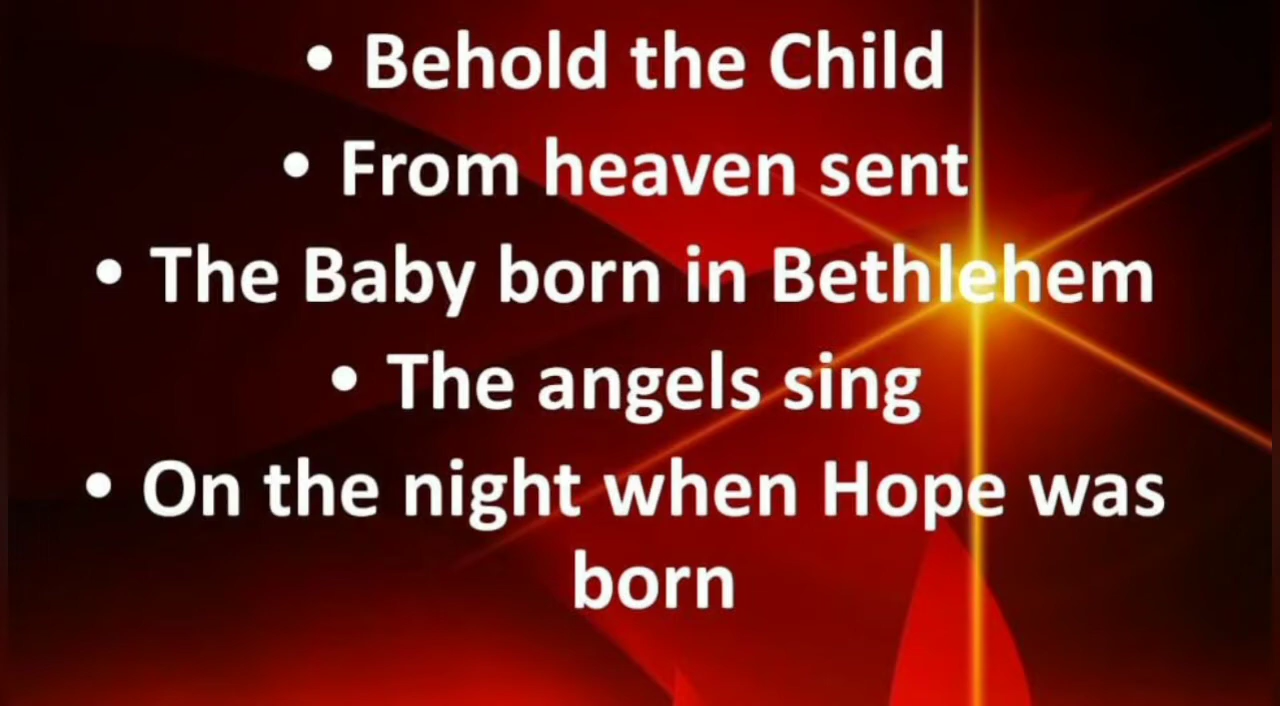 • Behold the Child
• From heaven sent
• The Baby born in Bethlehem
• The angels sing
• On the night when Hope was
born